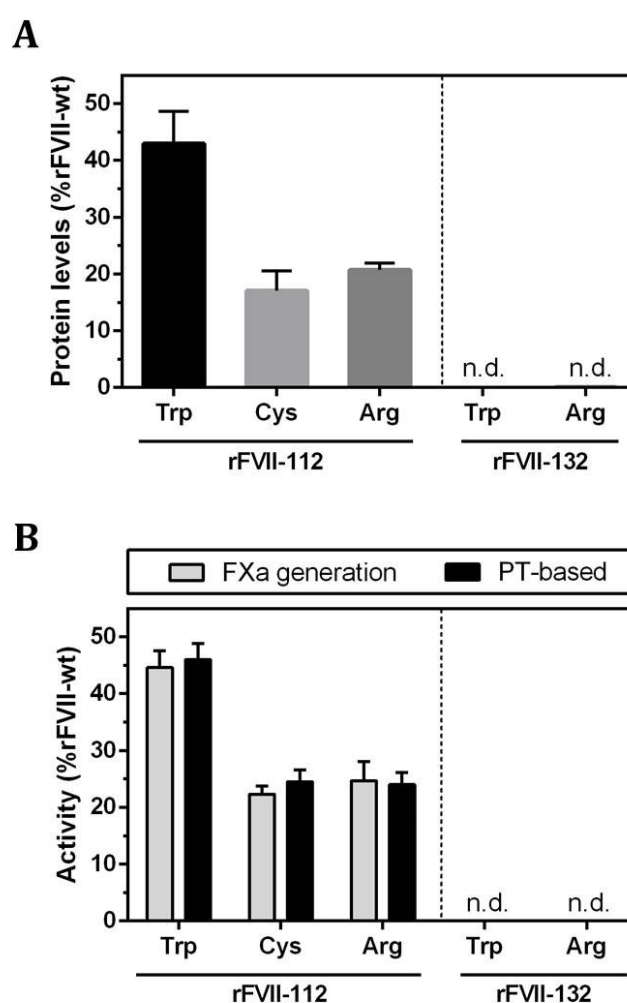 A
Protein levels (%rFVII-wt)
50
40
30
20
10
0
n.d. n.d.
Trp Cys Arg Trp Arg
rFVII-112 rFVII-132
B
FXa generation PT-based
Activity (%rFVII-wt)
50
40
30
20
10
0
n.d. n.d.
Trp Cys Arg Trp Arg
rFVII-112 rFVII-132